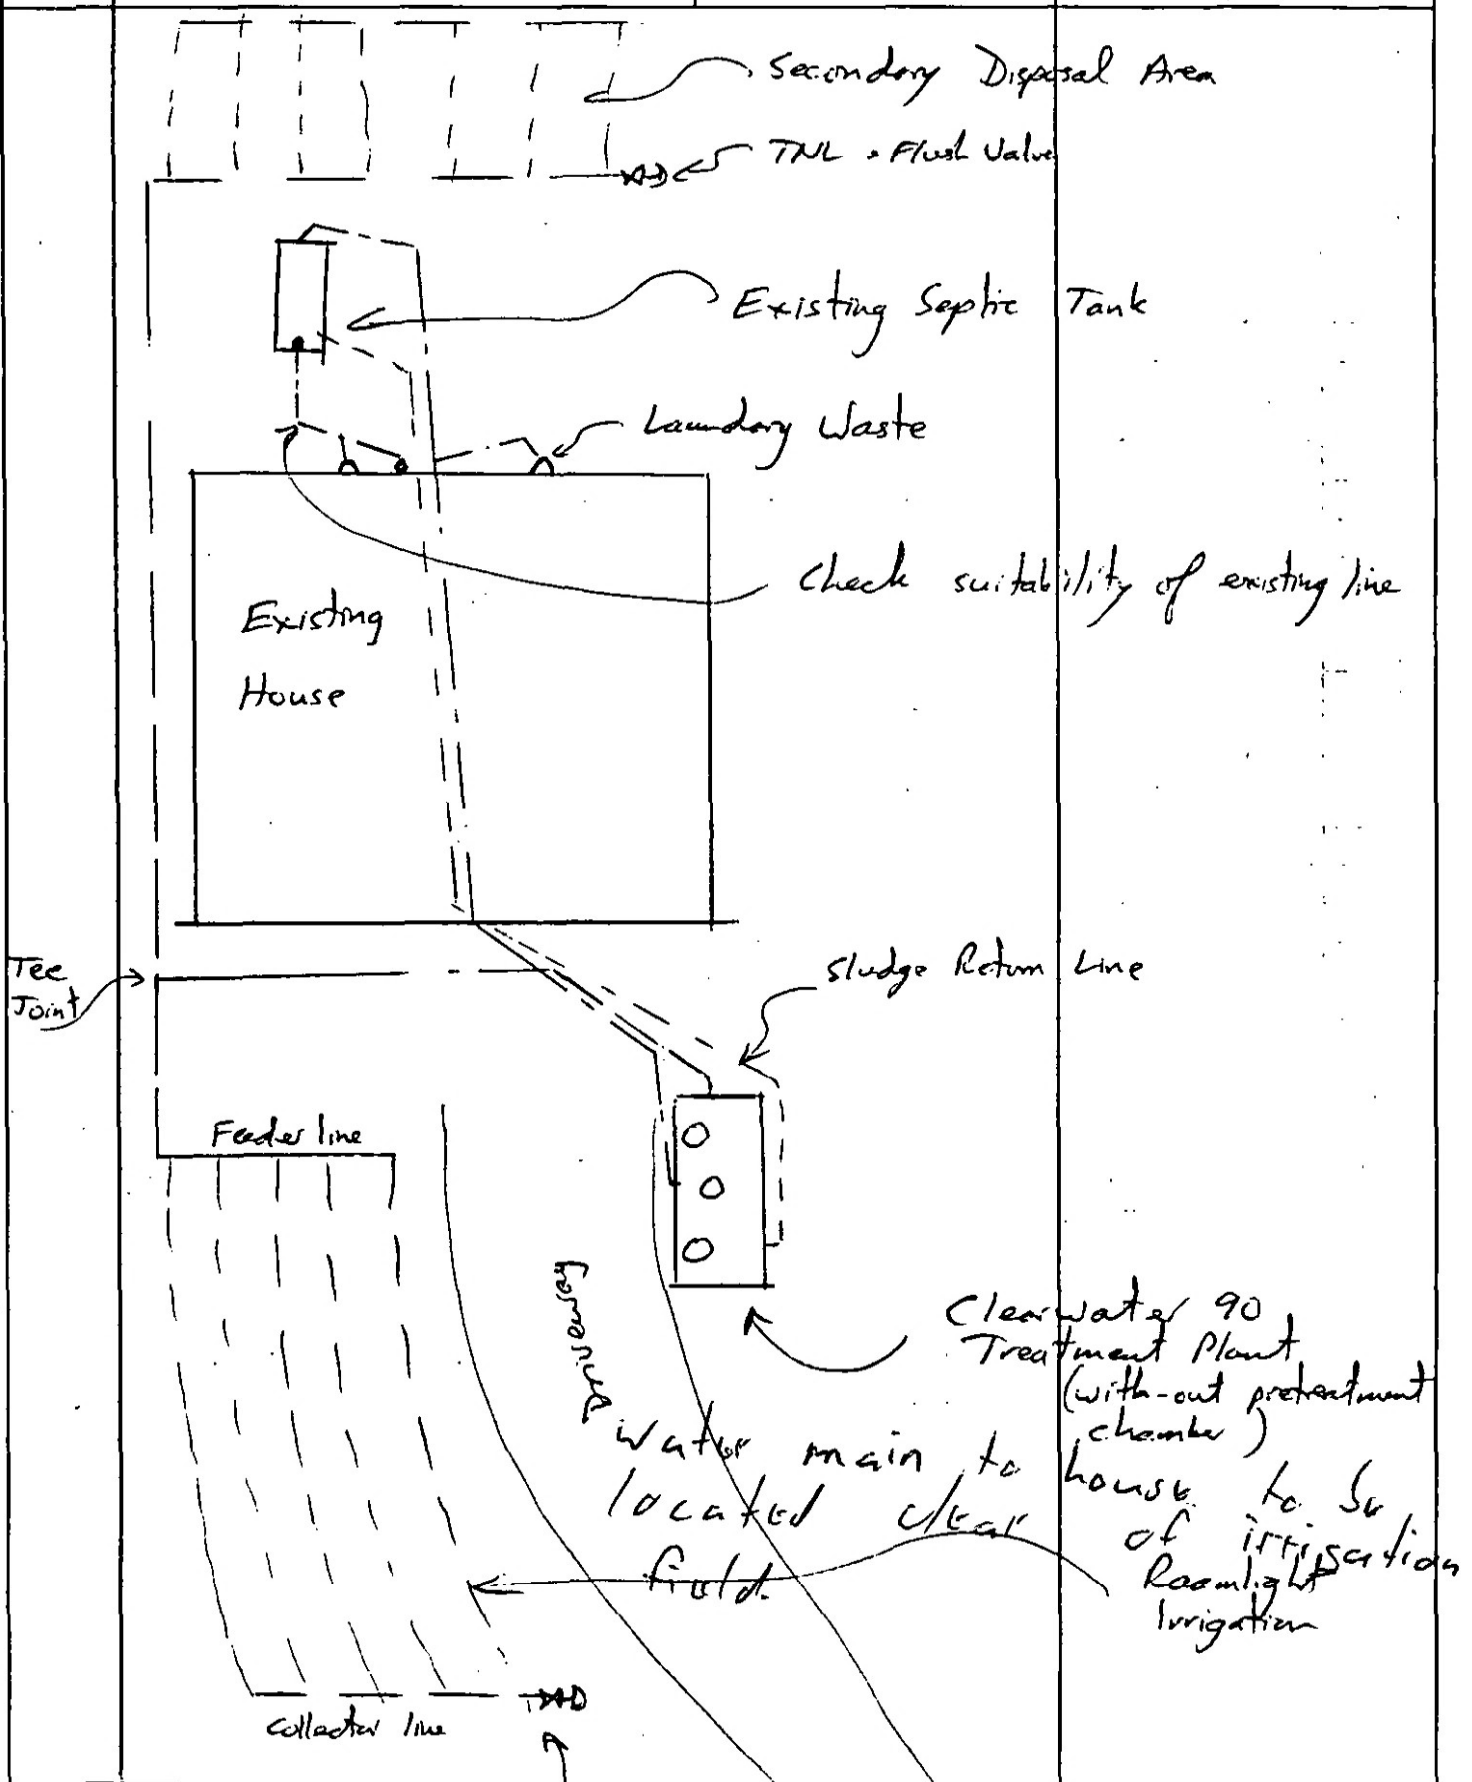 Secondary Disposal Area
TNL . Flush Valve
Existing Septic Tank
Laundary Waste
Check suitability of existing line
Existing
House
Tee
Joint
Sludge Return Line
Feeder line
Driveway
Clearwater 90
Treatment Plant
(with-out pretreatment
chamber)
Water main to house to be
located clear of irrigation
field.
Irrigation
Collector line